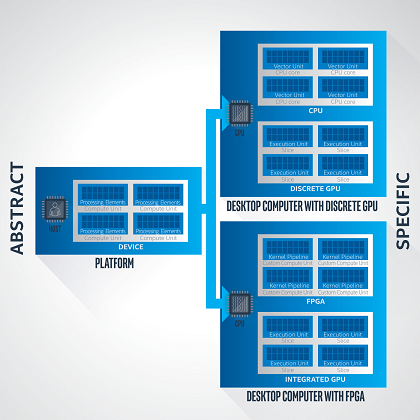 ABSTRACT
HOST
Processing Elements
Compute Unit
Processing Elements
Compute Unit
Processing Elements
Compute Unit
Processing Elements
Compute Unit
DEVICE
PLATFORM
CPU
Vector Unit
CPU core
Vector Unit
CPU core
Vector Unit
CPU core
Vector Unit
CPU core
CPU
Execution Unit
Slice
Execution Unit
Slice
Execution Unit
Slice
Execution Unit
Slice
DISCRETE GPU
DESKTOP COMPUTER WITH DISCRETE GPU
CPU
Kernel Pipeline
Custom Compute Unit
Kernel Pipeline
Custom Compute Unit
Kernel Pipeline
Custom Compute Unit
Kernel Pipeline
Custom Compute Unit
FPGA
Execution Unit
Slice
Execution Unit
Slice
Execution Unit
Slice
Execution Unit
Slice
INTEGRATED GPU
DESKTOP COMPUTER WITH FPGA
SPECIFIC